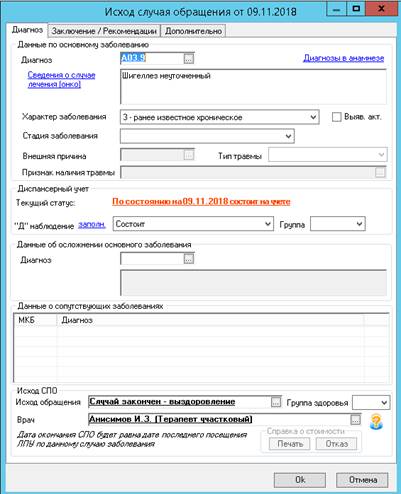 Исход случая обращения от 09.11.2018
Диагноз Заключение / Рекомендации Дополнительно
Данные по основному заболеванию
Диагноз A03.9 ... Диагнозы в анамнезе
Сведения о случае лечения (онко) Шигеллез неуточненный
Характер заболевания 3 - ранее известное хроническое Выяв. акт.
Стадия заболевания
Внешняя причина ... Тип травмы
Признак наличия травмы ...
Диспансерный учет
Текущий статус: По состоянию на 09.11.2018 состоит на учете
"Д" наблюдение заполн. Состоит Группа
Данные об осложнении основного заболевания
Диагноз ...
Данные о сопутствующих заболеваниях
МКБ Диагноз
Исход СПО
Исход обращения Случай закончен - выздоровление ... Группа здоровья
Врач Анисимов И.З. (Терапевт участковый) ...
Дата окончания СПО будет равна дате последнего посещения
ЛПУ по данному случаю заболевания
Справка о стоимости
Печать Отказ
Ok Отмена